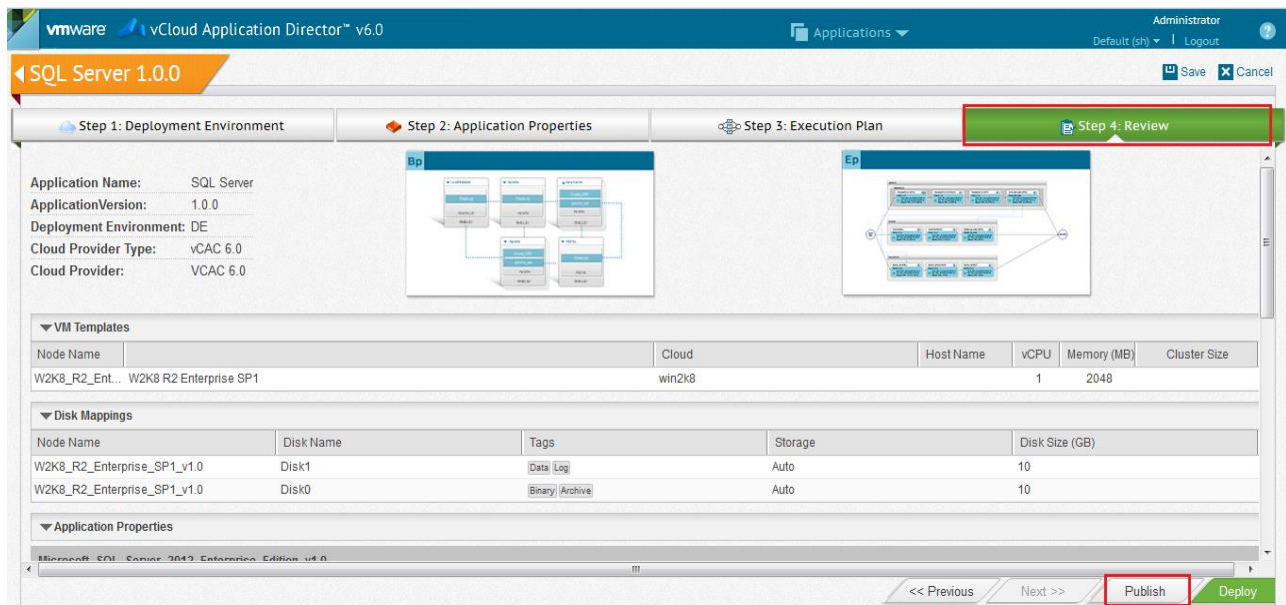 vmware vCloud Application Director™ v6.0
Applications
Administrator
Default (sh) | Logout
?
SQL Server 1.0.0
Save Cancel
Step 1: Deployment Environment
Step 2: Application Properties
Step 3: Execution Plan
Step 4: Review
Application Name: SQL Server
ApplicationVersion: 1.0.0
Deployment Environment: DE
Cloud Provider Type: vCAC 6.0
Cloud Provider: VCAC 6.0
Bp
Ep
VM Templates
Node Name Cloud Host Name vCPU Memory (MB) Cluster Size
W2K8_R2_Ent... W2K8 R2 Enterprise SP1 win2k8 1 2048
Disk Mappings
Node Name Disk Name Tags Storage Disk Size (GB)
W2K8_R2_Enterprise_SP1_v1.0 Disk1 Data Log Auto 10
W2K8_R2_Enterprise_SP1_v1.0 Disk0 Binary Archive Auto 10
Application Properties
Microsoft_SQL_Server_2012_Enterprise_Edition_v1.0
<< Previous Next >> Publish Deploy